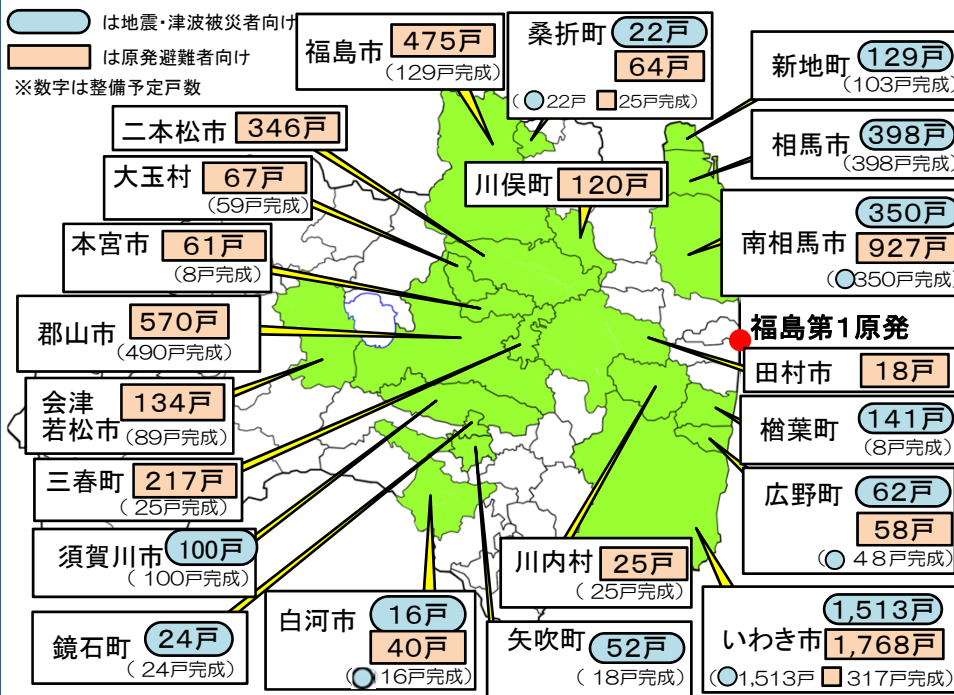 は地震・津波被災者向け
は原発避難者向け
※数字は整備予定戸数
福島市 475戸
(129戸完成)
桑折町 22戸
64戸
(22戸 25戸完成)
新地町 129戸
(103戸完成)
相馬市 398戸
(398戸完成)
二本松市 346戸
大玉村 67戸
(59戸完成)
川俣町 120戸
350戸
南相馬市 927戸
(350戸完成)
本宮市 61戸
(8戸完成)
郡山市 570戸
(490戸完成)
福島第1原発
田村市 18戸
会津
若松市 134戸
(89戸完成)
楢葉町 141戸
(8戸完成)
三春町 217戸
(25戸完成)
広野町 62戸
58戸
(48戸完成)
須賀川市 100戸
(100戸完成)
川内村 25戸
(25戸完成)
鏡石町 24戸
(24戸完成)
白河市 16戸
40戸
(16戸完成)
矢吹町 52戸
(18戸完成)
1,513戸
いわき市 1,768戸
(1,513戸 317戸完成)